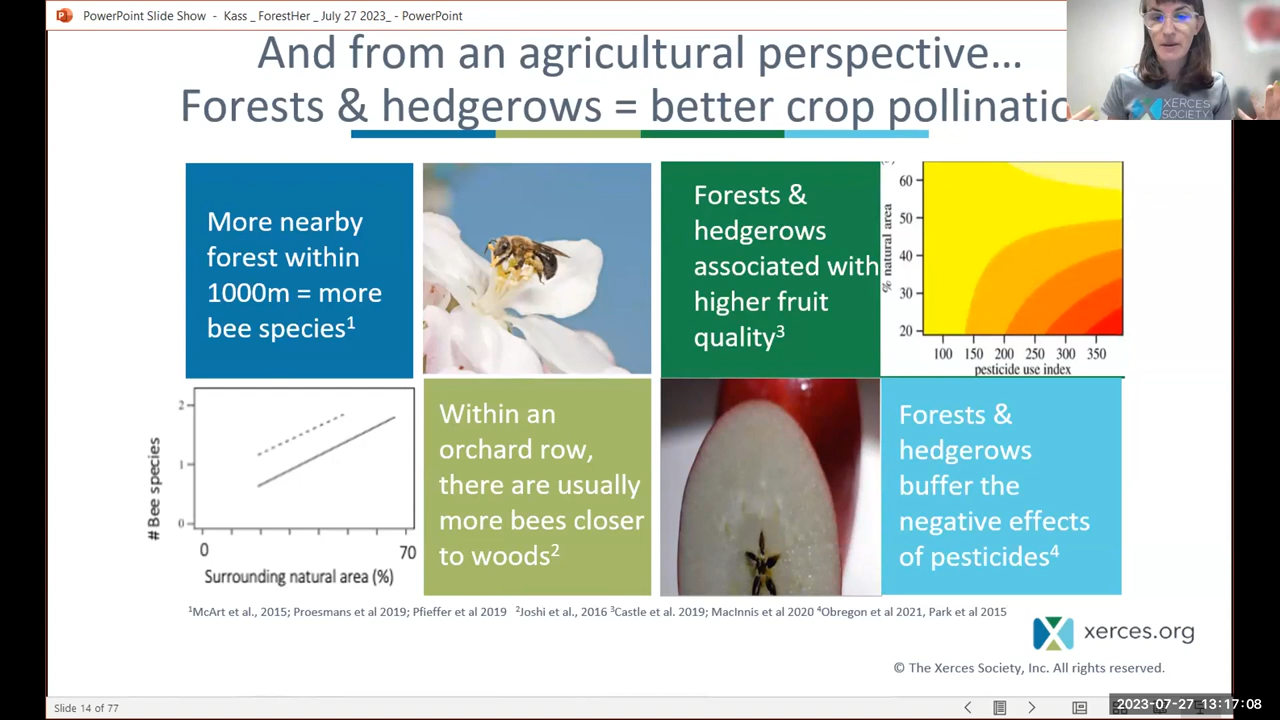 PowerPoint Slide Show - Kass _ ForestHer _ July 27 2023_ - PowerPoint
And from an agricultural perspective…
Forests & hedgerows = better crop pollinatio
XERCES
SOCIETY
More nearby
forest within
1000m = more
bee species¹
Forests &
hedgerows
associated with
higher fruit
quality³
% natural area
60
50
40
30
20
100 150 200 250 300 350
pesticide use index
# Bee species
2
1
0
0 70
Surrounding natural area (%)
Within an
orchard row,
there are usually
more bees closer
to woods²
Forests &
hedgerows
buffer the
negative effects
of pesticides⁴
¹McArt et al., 2015; Proesmans et al 2019; Pfieffer et al 2019 ²Joshi et al., 2016 ³Castle et al. 2019; MacInnis et al 2020 ⁴Obregon et al 2021, Park et al 2015
xerces.org
© The Xerces Society, Inc. All rights reserved.
Slide 14 of 77
2023-07-27 13:17:08